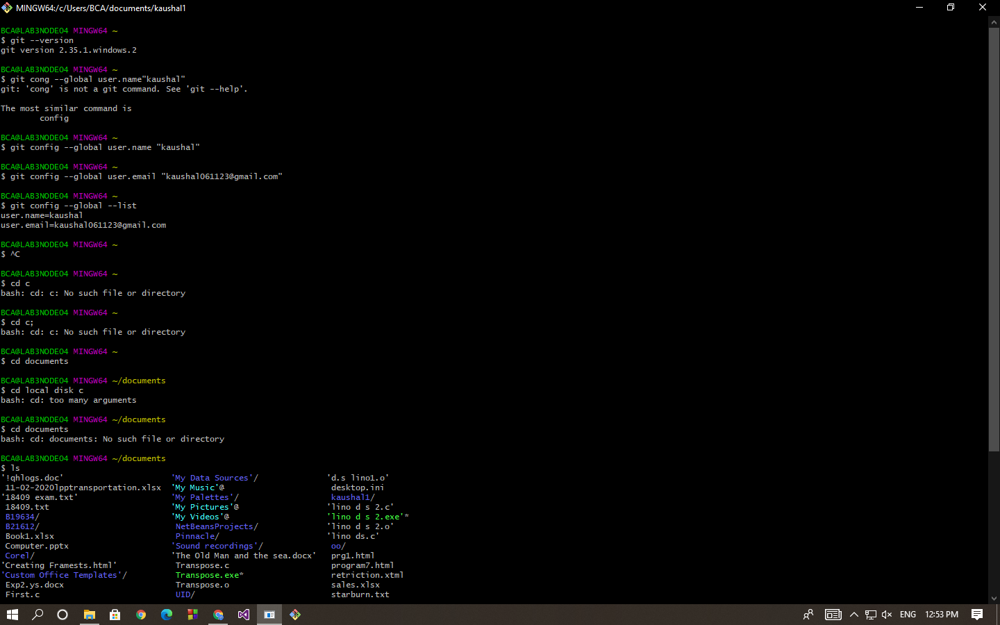 MINGW64:/c/Users/BCA/documents/kaushal1
BCA@LAB3NODE04 MINGW64 ~
$ git --version
git version 2.35.1.windows.2
BCA@LAB3NODE04 MINGW64 ~
$ git cong --global user.name"kaushal"
git: 'cong' is not a git command. See 'git --help'.
The most similar command is
config
BCA@LAB3NODE04 MINGW64 ~
$ git config --global user.name "kaushal"
BCA@LAB3NODE04 MINGW64 ~
$ git config --global user.email "kaushal061123@gmail.com"
BCA@LAB3NODE04 MINGW64 ~
$ git config --global --list
user.name=kaushal
user.email=kaushal061123@gmail.com
BCA@LAB3NODE04 MINGW64 ~
$ ^C
BCA@LAB3NODE04 MINGW64 ~
$ cd c
bash: cd: c: No such file or directory
BCA@LAB3NODE04 MINGW64 ~
$ cd c;
bash: cd: c: No such file or directory
BCA@LAB3NODE04 MINGW64 ~
$ cd documents
BCA@LAB3NODE04 MINGW64 ~/documents
$ cd local disk c
bash: cd: too many arguments
BCA@LAB3NODE04 MINGW64 ~/documents
$ cd documents
bash: cd: documents: No such file or directory
BCA@LAB3NODE04 MINGW64 ~/documents
$ ls
'!qhlogs.doc' 'My Data Sources'/ 'd.s lino1.o'
11-02-2020lpptransportation.xlsx 'My Music'@ desktop.ini
'18409 exam.txt' 'My Palettes'/ kaushal1/
18409.txt 'My Pictures'@ 'lino d s 2.c'
B19634/ 'My Videos'@ 'lino d s 2.exe'*
B21612/ NetBeansProjects/ 'lino d s 2.o'
Book1.xlsx Pinnacle/ 'lino ds.c'
Computer.pptx 'Sound recordings'/ oo/
Corel/ 'The Old Man and the sea.docx' prg1.html
'Creating Framests.html' Transpose.c program7.html
'Custom Office Templates'/ Transpose.exe* retriction.xtml
Exp2.ys.docx Transpose.o sales.xlsx
First.c UID/ starburn.txt
ENG 12:53 PM